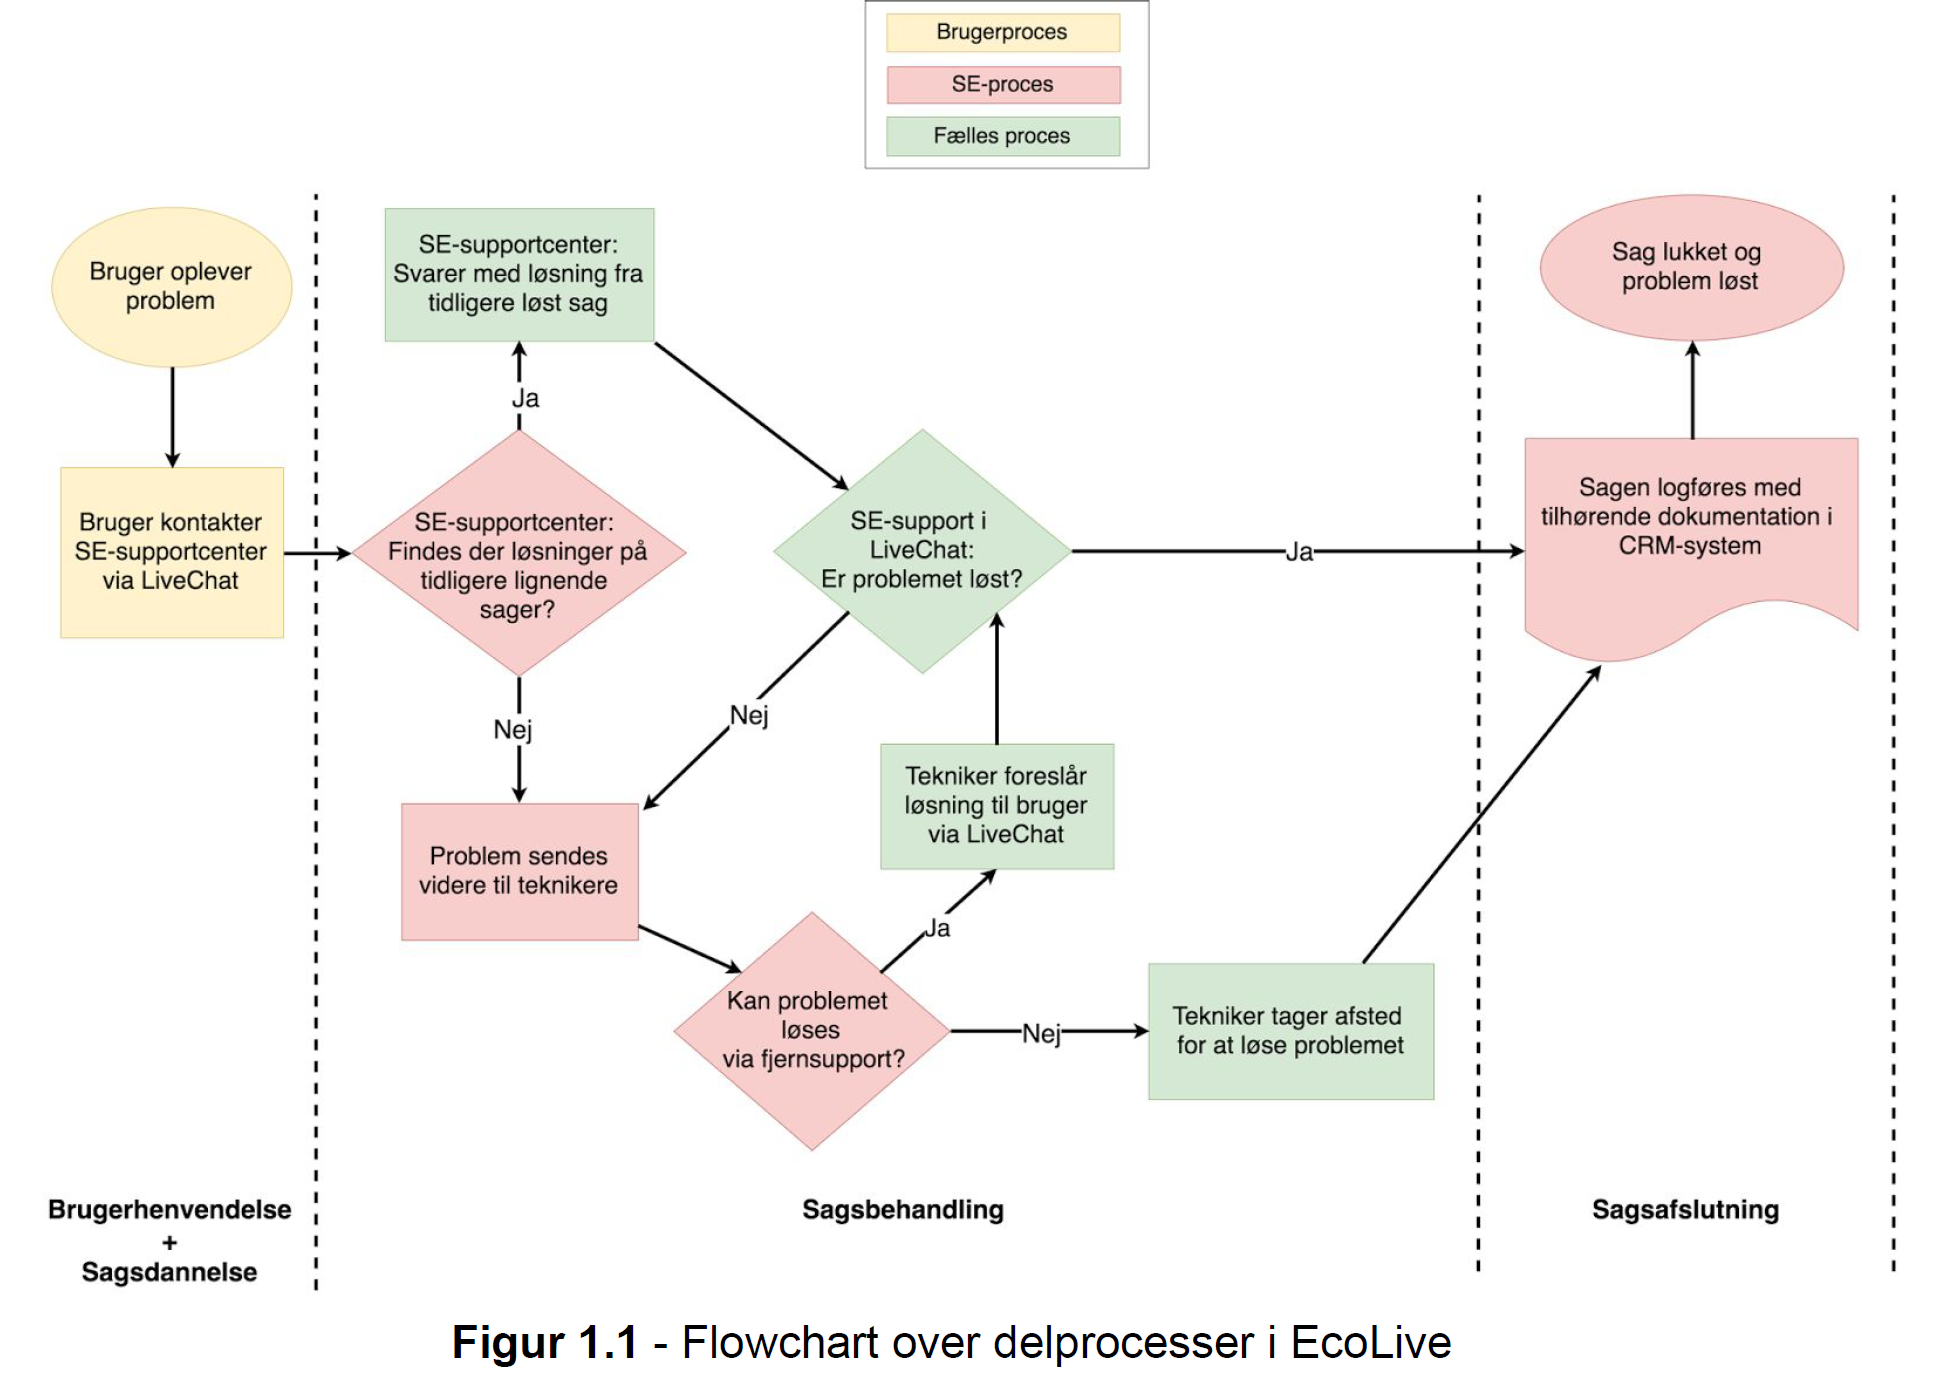 Brugerproces
SE-proces
Fælles proces
Bruger oplever
problem
Bruger kontakter
SE-supportcenter
via LiveChat
SE-supportcenter:
Svarer med løsning fra
tidligere løst sag
Ja
SE-supportcenter:
Findes der løsninger på
tidligere lignende
sager?
Nej
Problem sendes
videre til teknikere
SE-support i
LiveChat:
Er problemet løst?
Nej
Ja
Tekniker foreslår
løsning til bruger
via LiveChat
Ja
Kan problemet
løses
via fjernsupport?
Nej
Tekniker tager afsted
for at løse problemet
Sag lukket og
problem løst
Sagen logføres med
tilhørende dokumentation i
CRM-system
Brugerhenvendelse
+
Sagsdannelse
Sagsbehandling
Sagsafslutning
Figur 1.1 - Flowchart over delprocesser i EcoLive